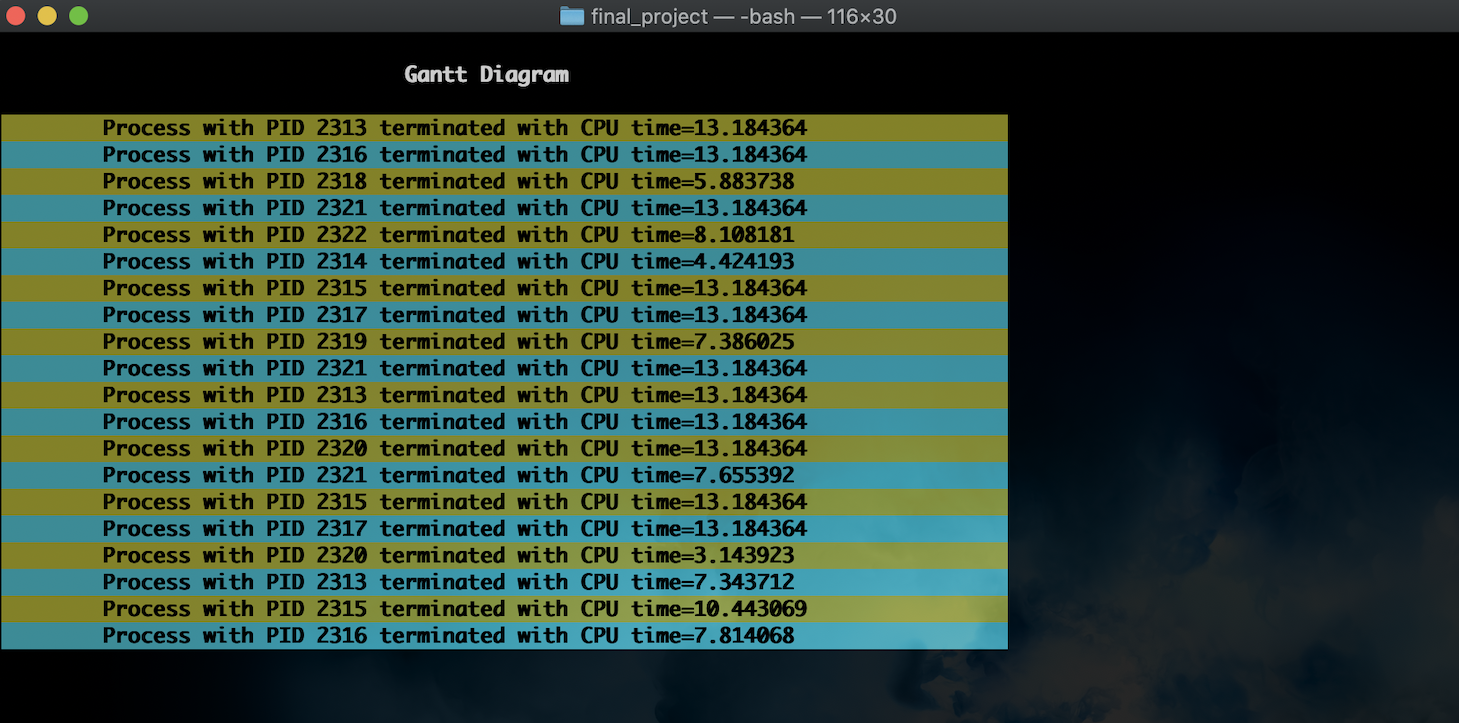 final_project — -bash — 116×30
Gantt Diagram
Process with PID 2313 terminated with CPU time=13.184364
Process with PID 2316 terminated with CPU time=13.184364
Process with PID 2318 terminated with CPU time=5.883738
Process with PID 2321 terminated with CPU time=13.184364
Process with PID 2322 terminated with CPU time=8.108181
Process with PID 2314 terminated with CPU time=4.424193
Process with PID 2315 terminated with CPU time=13.184364
Process with PID 2317 terminated with CPU time=13.184364
Process with PID 2319 terminated with CPU time=7.386025
Process with PID 2321 terminated with CPU time=13.184364
Process with PID 2313 terminated with CPU time=13.184364
Process with PID 2316 terminated with CPU time=13.184364
Process with PID 2320 terminated with CPU time=13.184364
Process with PID 2321 terminated with CPU time=7.655392
Process with PID 2315 terminated with CPU time=13.184364
Process with PID 2317 terminated with CPU time=13.184364
Process with PID 2320 terminated with CPU time=3.143923
Process with PID 2313 terminated with CPU time=7.343712
Process with PID 2315 terminated with CPU time=10.443069
Process with PID 2316 terminated with CPU time=7.814068